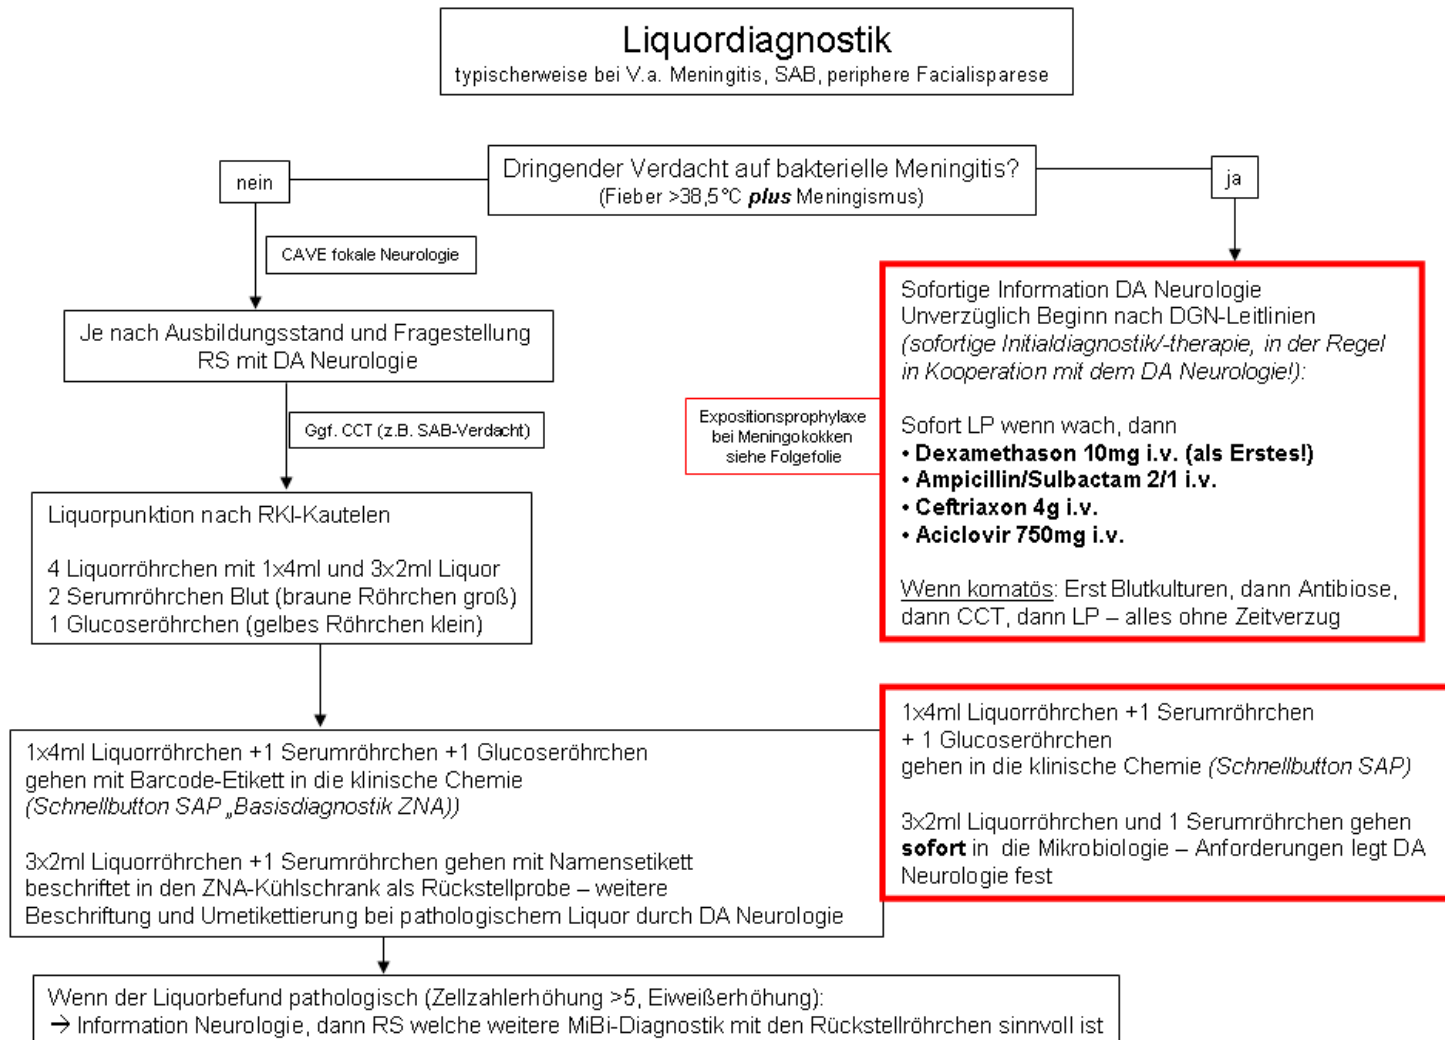 Liquordiagnostik
typischerweise bei V.a. Meningitis, SAB, periphere Facialisparese
Dringender Verdacht auf bakterielle Meningitis?
(Fieber >38,5°C plus Meningismus)
nein
ja
CAVE fokale Neurologie
Je nach Ausbildungsstand und Fragestellung
RS mit DA Neurologie
Ggf. CCT (z.B. SAB-Verdacht)
Liquorpunktion nach RKI-Kautelen
4 Liquorröhrchen mit 1x4ml und 3x2ml Liquor
2 Serumröhrchen Blut (braune Röhrchen groß)
1 Glucoseröhrchen (gelbes Röhrchen klein)
Sofortige Information DA Neurologie
Unverzüglich Beginn nach DGN-Leitlinien
(sofortige Initialdiagnostik/-therapie, in der Regel
in Kooperation mit dem DA Neurologie!):
Sofort LP wenn wach, dann
• Dexamethason 10mg i.v. (als Erstes!)
• Ampicillin/Sulbactam 2/1 i.v.
• Ceftriaxon 4g i.v.
• Aciclovir 750mg i.v.
Wenn komatös: Erst Blutkulturen, dann Antibiose,
dann CCT, dann LP – alles ohne Zeitverzug
Expositionsprophylaxe
bei Meningokokken
siehe Folgefolie
1x4ml Liquorröhrchen +1 Serumröhrchen +1 Glucoseröhrchen
gehen mit Barcode-Etikett in die klinische Chemie
(Schnellbutton SAP „Basisdiagnostik ZNA))
3x2ml Liquorröhrchen +1 Serumröhrchen gehen mit Namensetikett
beschriftet in den ZNA-Kühlschrank als Rückstellprobe – weitere
Beschriftung und Umetikettierung bei pathologischem Liquor durch DA Neurologie
1x4ml Liquorröhrchen +1 Serumröhrchen
+ 1 Glucoseröhrchen
gehen in die klinische Chemie (Schnellbutton SAP)
3x2ml Liquorröhrchen und 1 Serumröhrchen gehen
sofort in die Mikrobiologie – Anforderungen legt DA
Neurologie fest
Wenn der Liquorbefund pathologisch (Zellzahlerhöhung >5, Eiweißerhöhung):
→ Information Neurologie, dann RS welche weitere MiBi-Diagnostik mit den Rückstellröhrchen sinnvoll ist